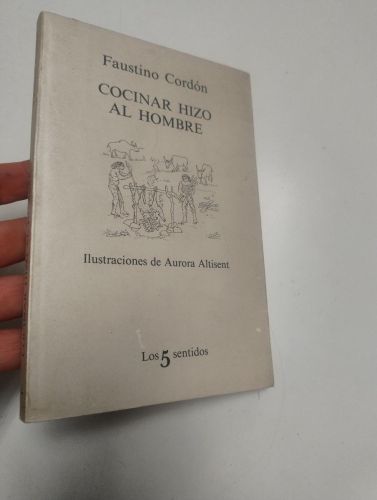 Faustino Cordón
COCINAR HIZO
AL HOMBRE
Ilustraciones de Aurora Altisent
Los 5 sentidos